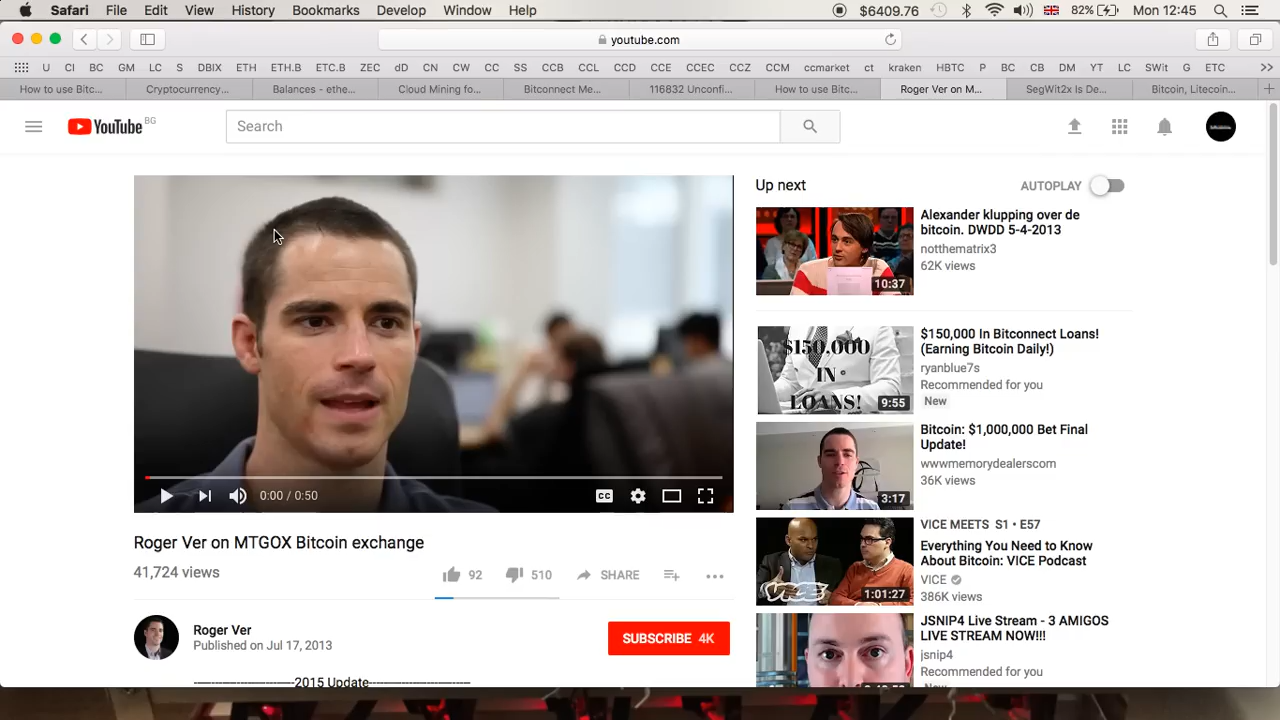 Safari File Edit View History Bookmarks Develop Window Help $6409.76 82% Mon 12:45
youtube.com
U CI BC GM LC S DBIX ETH ETH.B ETC.B ZEC dD CN CW CC SS CCB CCL CCD CCE CCEC CCZ CCM ccmarket ct kraken HBTC P BC CB DM YT LC SWit G ETC
How to use Bitc... Cryptocurrency... Balances - ethe... Cloud Mining fo... Bitconnect Me... 116832 Unconfi... How to use Bitc... Roger Ver on M... SegWit2x Is De... Bitcoin, Litecoin...
YouTube BG
Search
Up next AUTOPLAY
Alexander klupping over de
bitcoin. DWDD 5-4-2013
notthematrix3
62K views
10:37
$150,000
IN
LOANS!
9:55
$150,000 In Bitconnect Loans!
(Earning Bitcoin Daily!)
ryanblue7s
Recommended for you
New
Bitcoin: $1,000,000 Bet Final
Update!
wwwmemorydealerscom
36K views
3:17
0:00 / 0:50 CC
VICE MEETS S1 • E57
Everything You Need to Know
About Bitcoin: VICE Podcast
VICE
386K views
VICE
1:01:27
JSNIP4 Live Stream - 3 AMIGOS
LIVE STREAM NOW!!!
jsnip4
Recommended for you
Roger Ver on MTGOX Bitcoin exchange
41,724 views
92 510 SHARE
Roger Ver
Published on Jul 17, 2013
SUBSCRIBE 4K
-----------------------2015 Update-----------------------